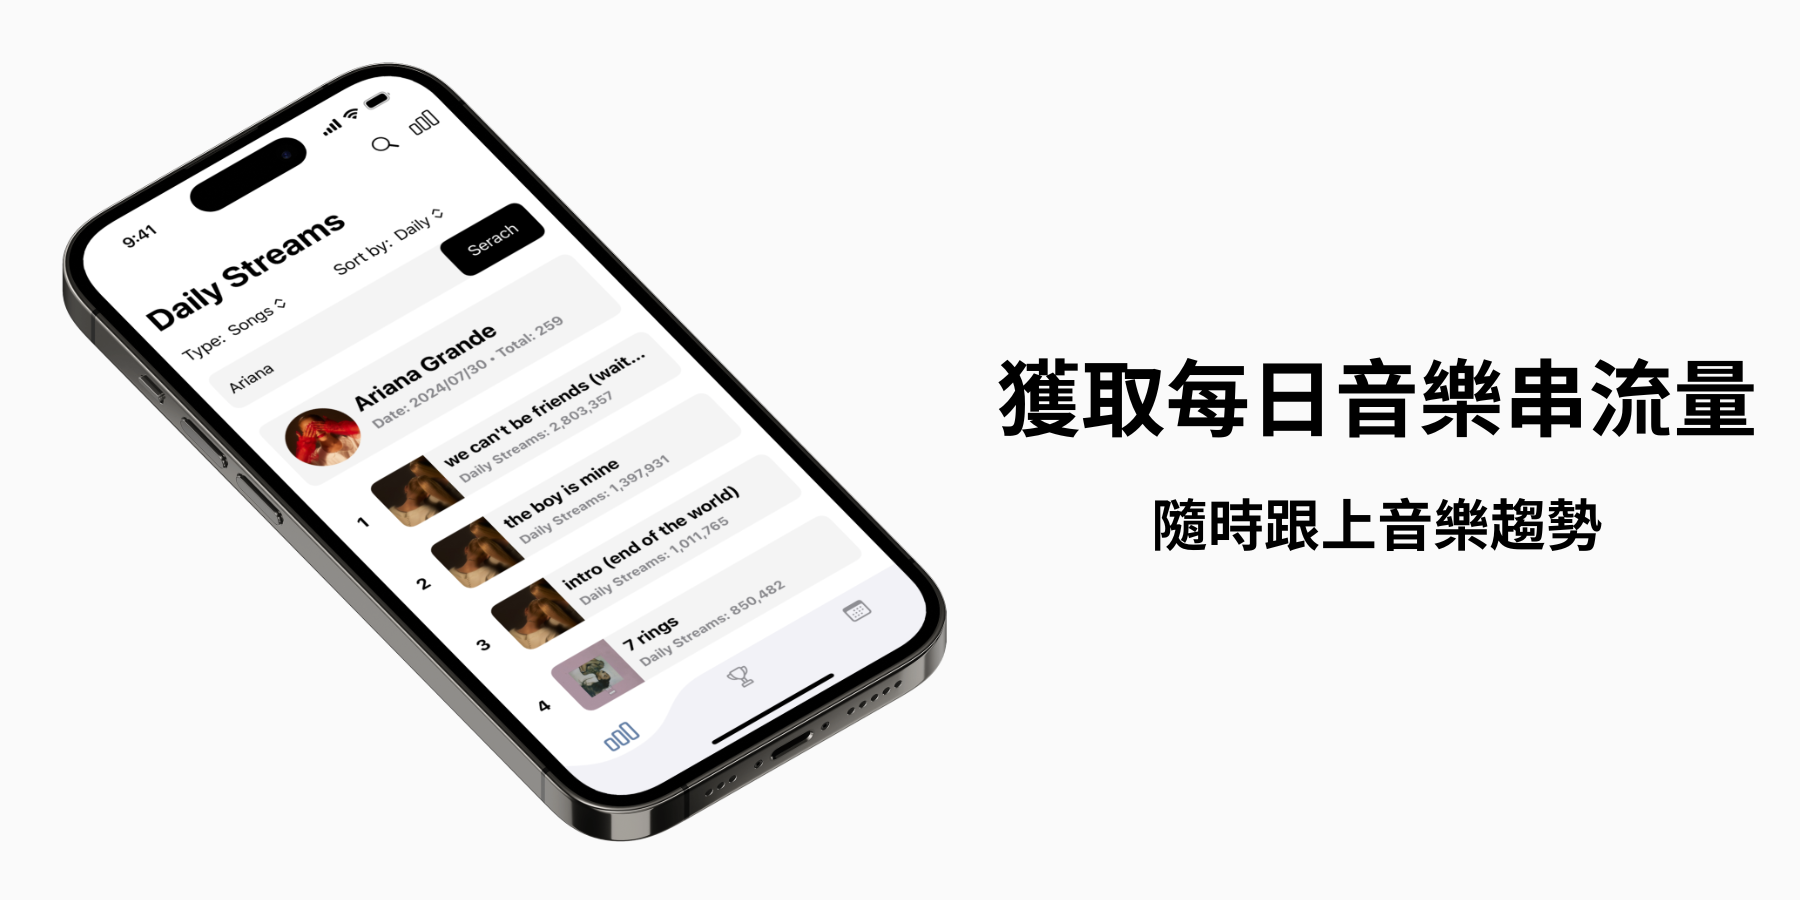 9:41
Daily Streams
Type: Songs
Sort by: Daily
Ariana
Serach
Ariana Grande
Date: 2024/07/30 • Total: 259
1
we can't be friends (wait...
Daily Streams: 2,803,357
2
the boy is mine
Daily Streams: 1,397,931
3
intro (end of the world)
Daily Streams: 1,011,765
4
7 rings
Daily Streams: 850,482
獲取每日音樂串流量
隨時跟上音樂趨勢